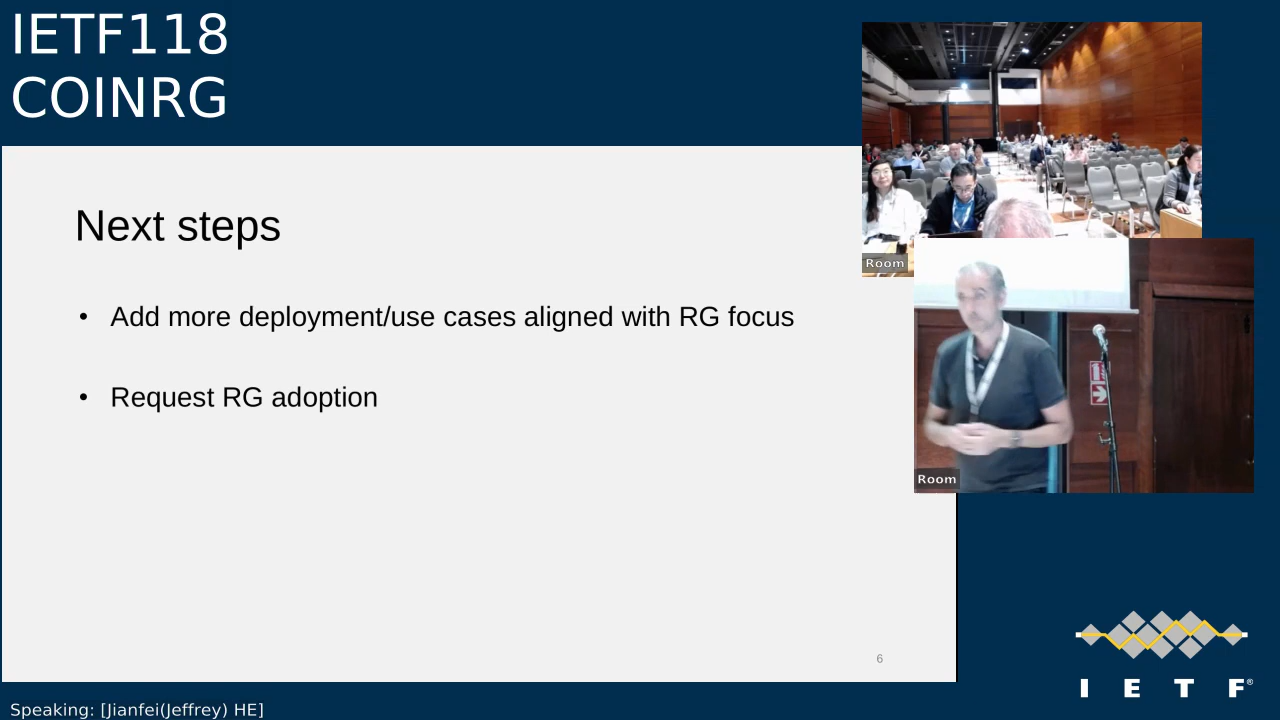 IETF118
COINRG
Next steps
• Add more deployment/use cases aligned with RG focus
• Request RG adoption
6
Room
Room
I E T F®
Speaking: [Jianfei(Jeffrey) HE]